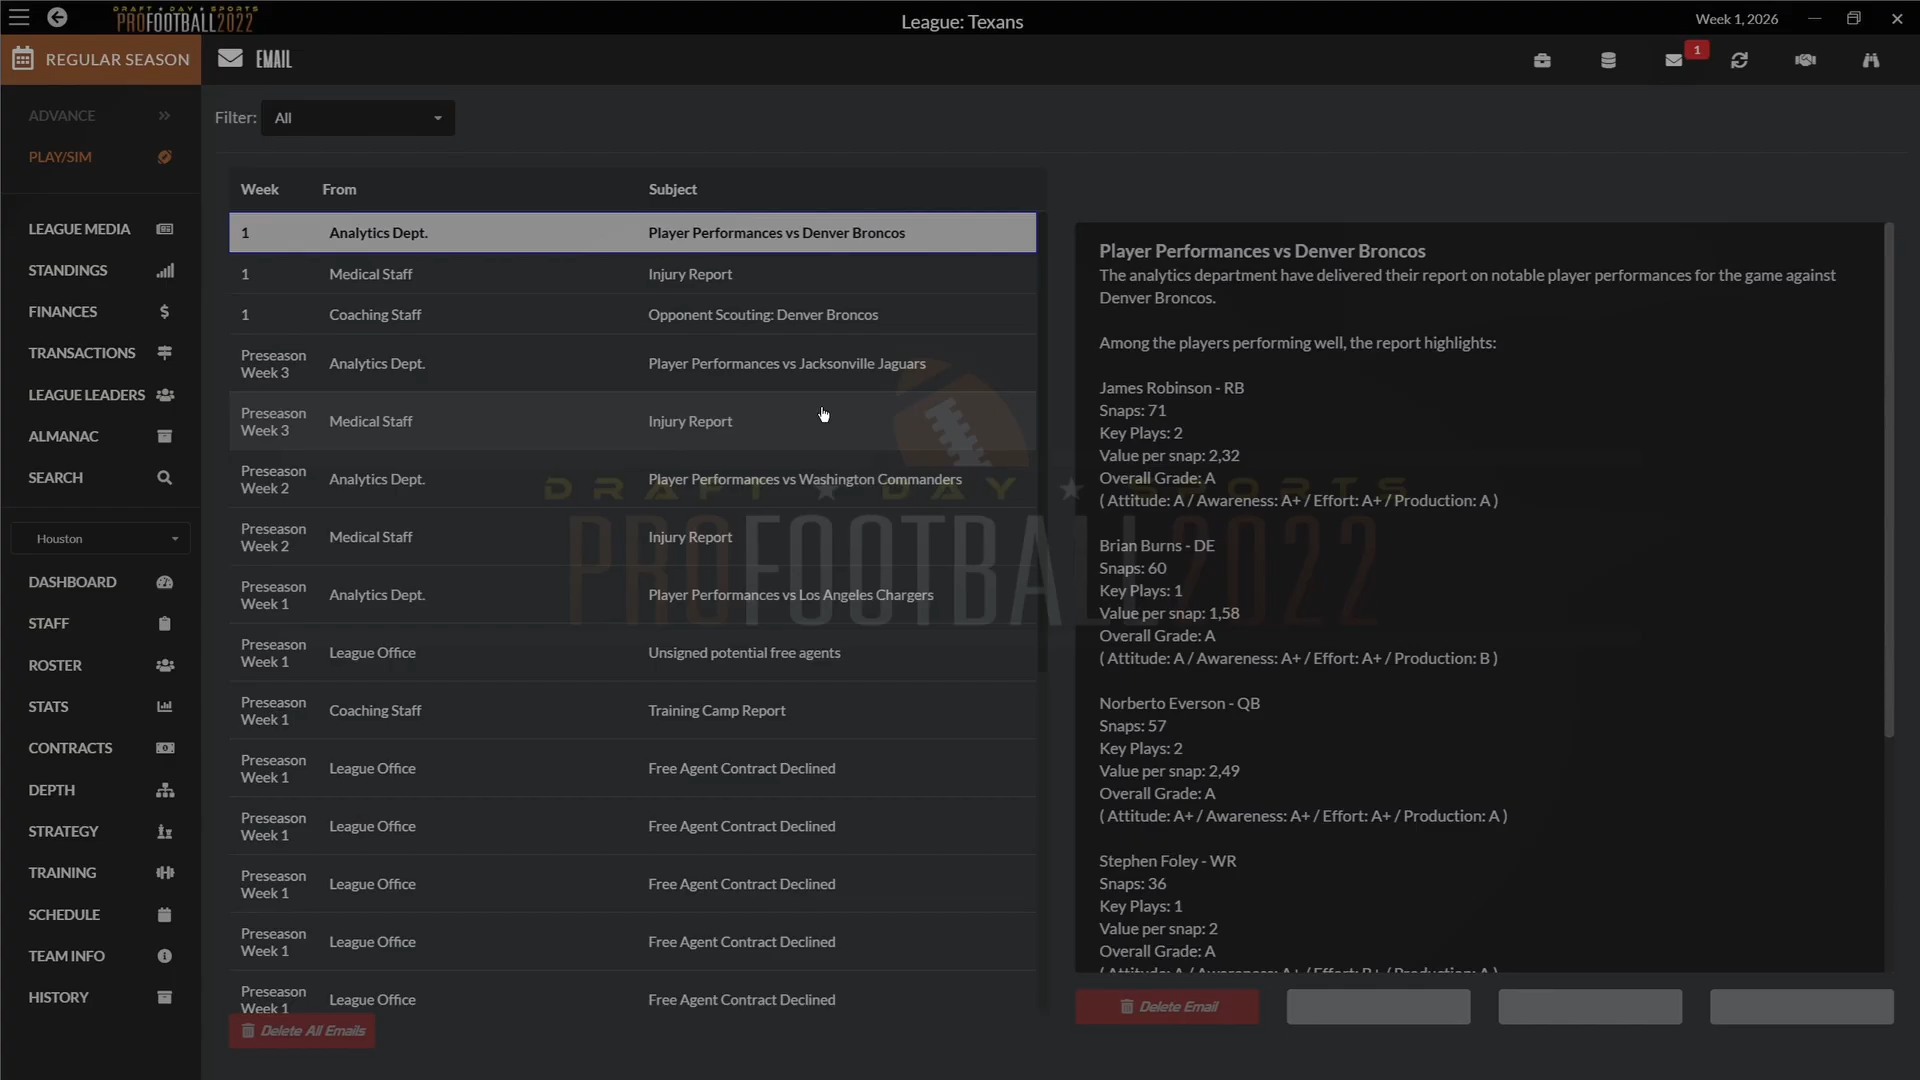 DRAFT DAY SPORTS
PROFOOTBALL2022
League: Texans
Week 1, 2026
REGULAR SEASON
EMAIL
1
ADVANCE
PLAY/SIM
LEAGUE MEDIA
STANDINGS
FINANCES
TRANSACTIONS
LEAGUE LEADERS
ALMANAC
SEARCH
Houston
DASHBOARD
STAFF
ROSTER
STATS
CONTRACTS
DEPTH
STRATEGY
TRAINING
SCHEDULE
TEAM INFO
HISTORY
Filter: All
Week From Subject
1 Analytics Dept. Player Performances vs Denver Broncos
1 Medical Staff Injury Report
1 Coaching Staff Opponent Scouting: Denver Broncos
Preseason Week 3 Analytics Dept. Player Performances vs Jacksonville Jaguars
Preseason Week 3 Medical Staff Injury Report
Preseason Week 2 Analytics Dept. Player Performances vs Washington Commanders
Preseason Week 2 Medical Staff Injury Report
Preseason Week 1 Analytics Dept. Player Performances vs Los Angeles Chargers
Preseason Week 1 League Office Unsigned potential free agents
Preseason Week 1 Coaching Staff Training Camp Report
Preseason Week 1 League Office Free Agent Contract Declined
Preseason Week 1 League Office Free Agent Contract Declined
Preseason Week 1 League Office Free Agent Contract Declined
Preseason Week 1 League Office Free Agent Contract Declined
Preseason Week 1 League Office Free Agent Contract Declined
Delete All Emails
DRAFT DAY SPORTS
PROFOOTBALL2022
Player Performances vs Denver Broncos
The analytics department have delivered their report on notable player performances for the game against
Denver Broncos.
Among the players performing well, the report highlights:
James Robinson - RB
Snaps: 71
Key Plays: 2
Value per snap: 2,32
Overall Grade: A
( Attitude: A / Awareness: A+ / Effort: A+ / Production: A )
Brian Burns - DE
Snaps: 60
Key Plays: 1
Value per snap: 1,58
Overall Grade: A
( Attitude: A / Awareness: A+ / Effort: A+ / Production: B )
Norberto Everson - QB
Snaps: 57
Key Plays: 2
Value per snap: 2,49
Overall Grade: A
( Attitude: A+ / Awareness: A+ / Effort: A+ / Production: A )
Stephen Foley - WR
Snaps: 36
Key Plays: 1
Value per snap: 2
Overall Grade: A
( Attitude: A / Awareness: A+ / Effort: B+ / Production: A )
Delete Email